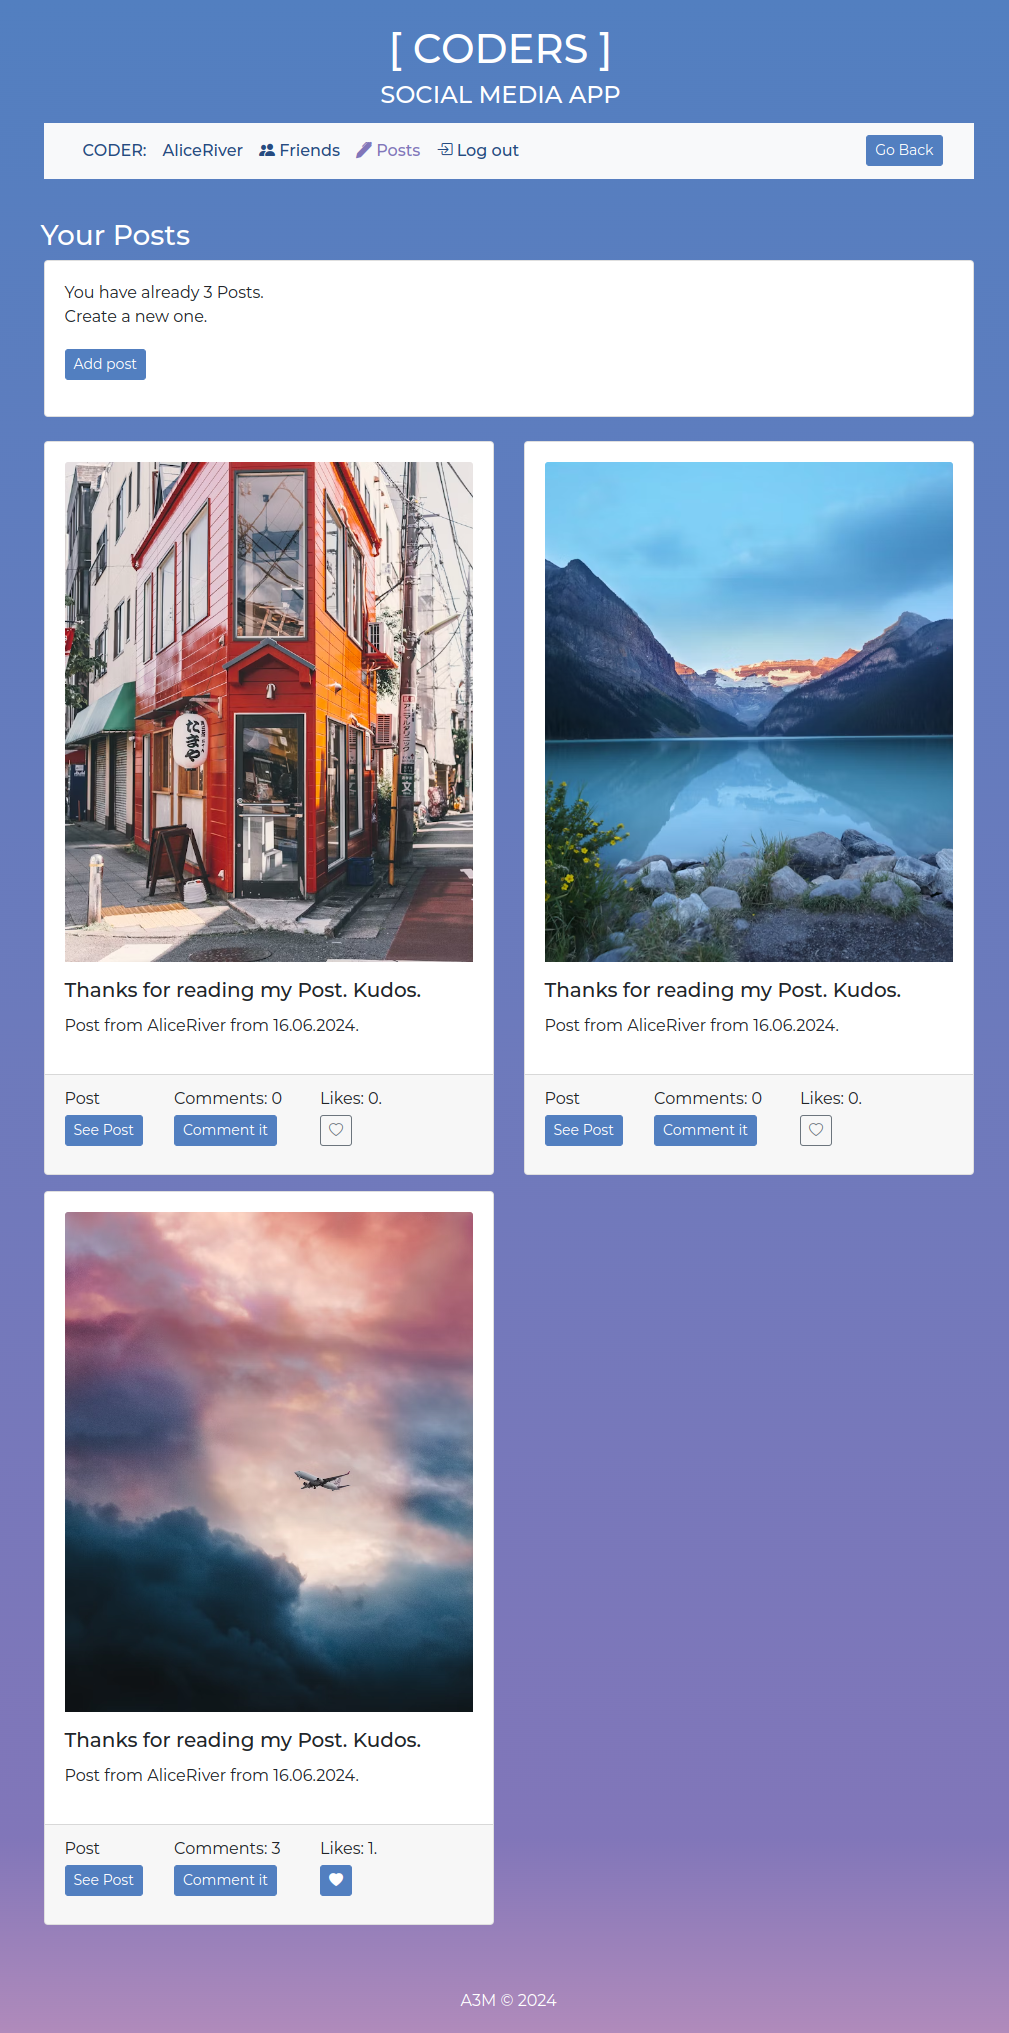 [ CODERS ]
SOCIAL MEDIA APP
CODER: AliceRiver Friends Posts Log out Go Back
Your Posts
You have already 3 Posts.
Create a new one.
Add post
たまや
Thanks for reading my Post. Kudos.
Post from AliceRiver from 16.06.2024.
Post Comments: 0 Likes: 0.
See Post Comment it
Thanks for reading my Post. Kudos.
Post from AliceRiver from 16.06.2024.
Post Comments: 0 Likes: 0.
See Post Comment it
Thanks for reading my Post. Kudos.
Post from AliceRiver from 16.06.2024.
Post Comments: 3 Likes: 1.
See Post Comment it
A3M © 2024